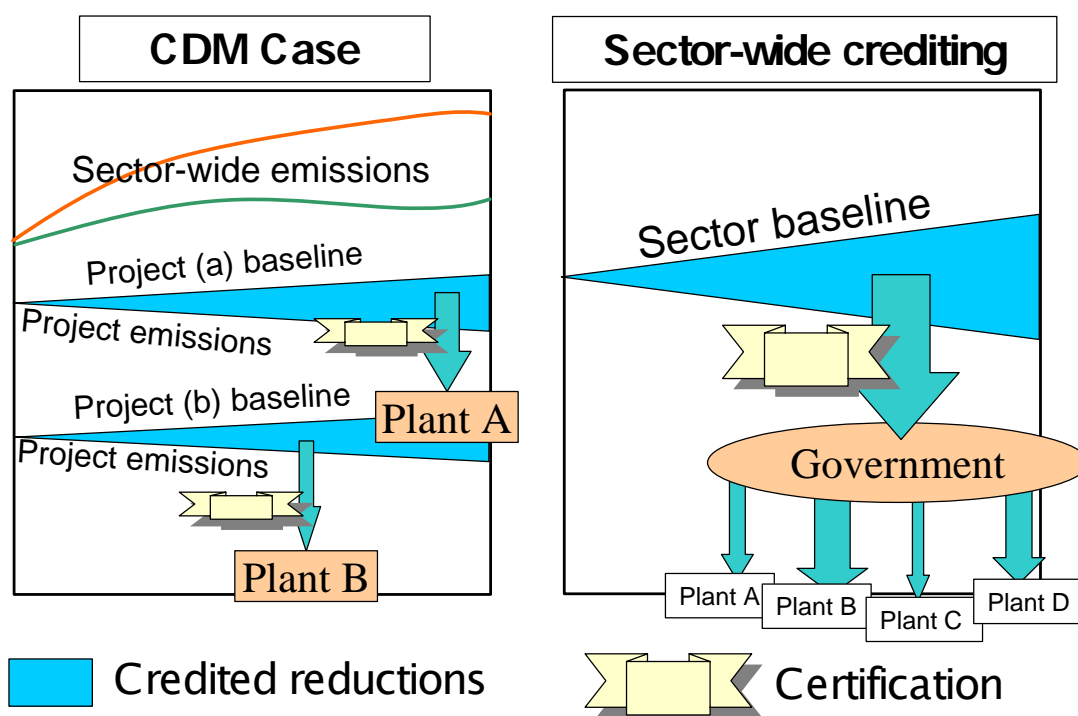 CDM Case
Sector-wide emissions
Project (a) baseline
Project emissions
Plant A
Project (b) baseline
Project emissions
Plant B
Sector-wide crediting
Sector baseline
Government
Plant A
Plant B
Plant C
Plant D
Credited reductions
Certification